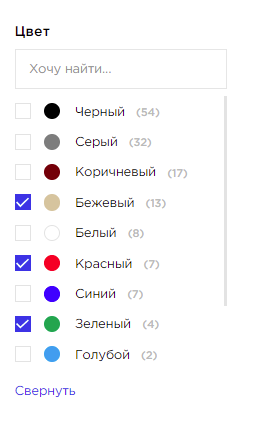 Цвет
Хочу найти...
Черный (54)
Серый (32)
Коричневый (17)
Бежевый (13)
Белый (8)
Красный (7)
Синий (7)
Зеленый (4)
Голубой (2)
Свернуть